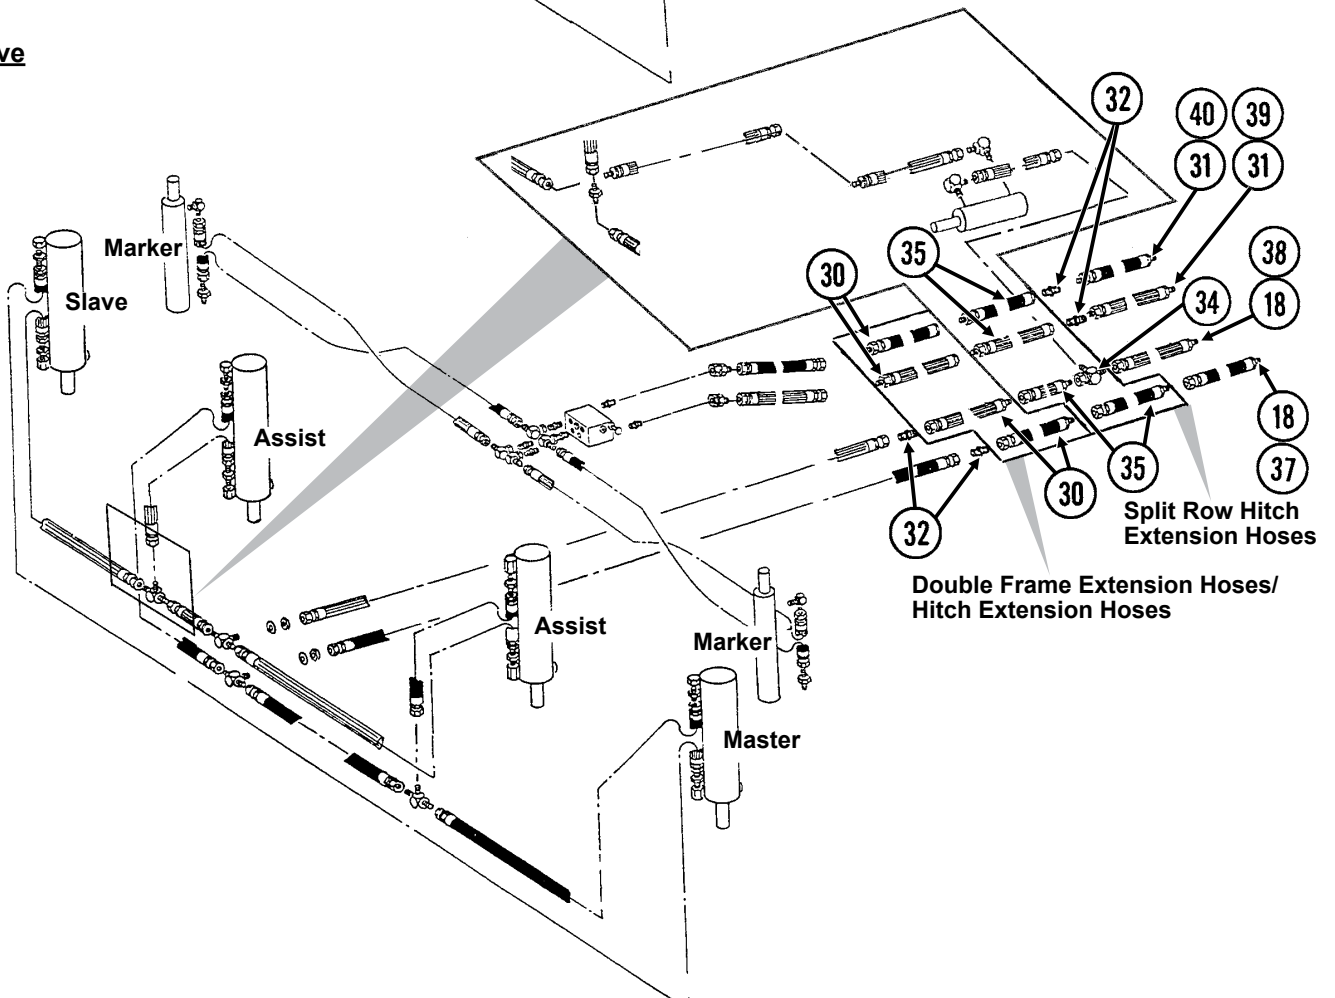 ve
32
40
39
31
31
Marker
35
38
30
Slave
34
18
Assist
18
35
37
30
32
Split Row Hitch
Extension Hoses
Double Frame Extension Hoses/
Hitch Extension Hoses
Assist
Marker
Master